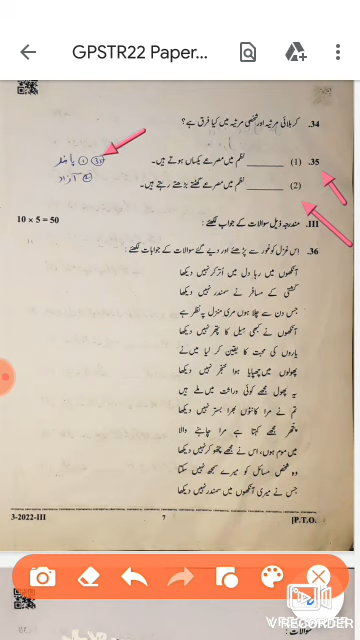 GPSTR22 Paper...
34. کربلائی مرثیہ اور شخصی مرثیہ میں کیا فرق ہے؟
35. (1) ________ نظم میں مصرعے یکساں ہوتے ہیں۔
(2) ________ نظم میں مصرعے گھٹتے بڑھتے رہتے ہیں۔
35 ① پابند
② آزاد
III. مندرجہ ذیل سوالات کے جواب لکھئے: 10 x 5 = 50
36. اس غزل کو غور سے پڑھئے اور دیے گئے سوالات کے جوابات لکھئے:
آنکھوں میں رہا دل میں اُتر کر نہیں دیکھا
کشتی کے مسافر نے سمندر نہیں دیکھا
جس دن سے چلا ہوں مری منزل پہ نظر ہے
آنکھوں نے کبھی میل کا پتھر نہیں دیکھا
یاروں کی محبت کا یقین کر لیا میں نے
پھولوں میں چھپایا ہوا خنجر نہیں دیکھا
یہ پھول مجھے کوئی وراثت میں ملے ہیں
تم نے مرا کانٹوں بھرا بستر نہیں دیکھا
پتھر مجھے کہتا ہے مرا چاہنے والا
میں موم ہوں، اس نے مجھے چھو کر نہیں دیکھا
وہ شخص مسائل کو میرے سمجھ نہیں سکتا
جس نے میری آنکھوں میں سمندر نہیں دیکھا
3-2022-III 7 [P.T.O.
V RECORDER
سوالات